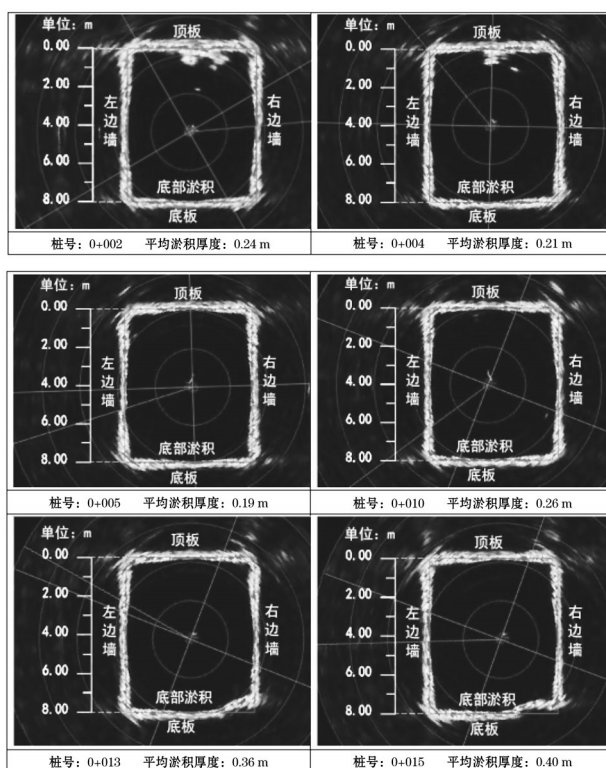 单位：m
顶板
0.00
2.00
4.00
6.00
8.00
左边墙
右边墙
底部淤积
底板
桩号：0+002 平均淤积厚度：0.24 m
单位：m
顶板
0.00
2.00
4.00
6.00
8.00
左边墙
右边墙
底部淤积
底板
桩号：0+004 平均淤积厚度：0.21 m
单位：m
顶板
0.00
2.00
4.00
6.00
8.00
左边墙
右边墙
底部淤积
底板
桩号：0+005 平均淤积厚度：0.19 m
单位：m
顶板
0.00
2.00
4.00
6.00
8.00
左边墙
右边墙
底部淤积
底板
桩号：0+010 平均淤积厚度：0.26 m
单位：m
顶板
0.00
2.00
4.00
6.00
8.00
左边墙
右边墙
底部淤积
底板
桩号：0+013 平均淤积厚度：0.36 m
单位：m
顶板
0.00
2.00
4.00
6.00
8.00
左边墙
右边墙
底部淤积
底板
桩号：0+015 平均淤积厚度：0.40 m